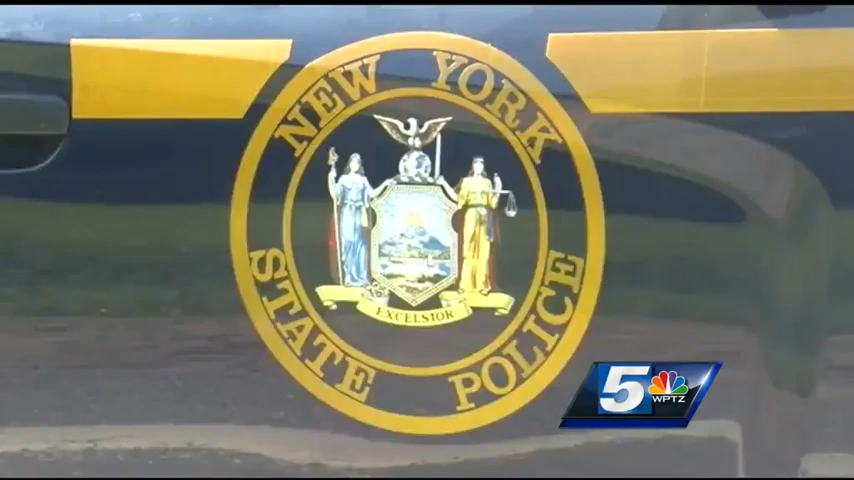 NEW YORK
STATE POLICE
EXCELSIOR
5
WPTZ